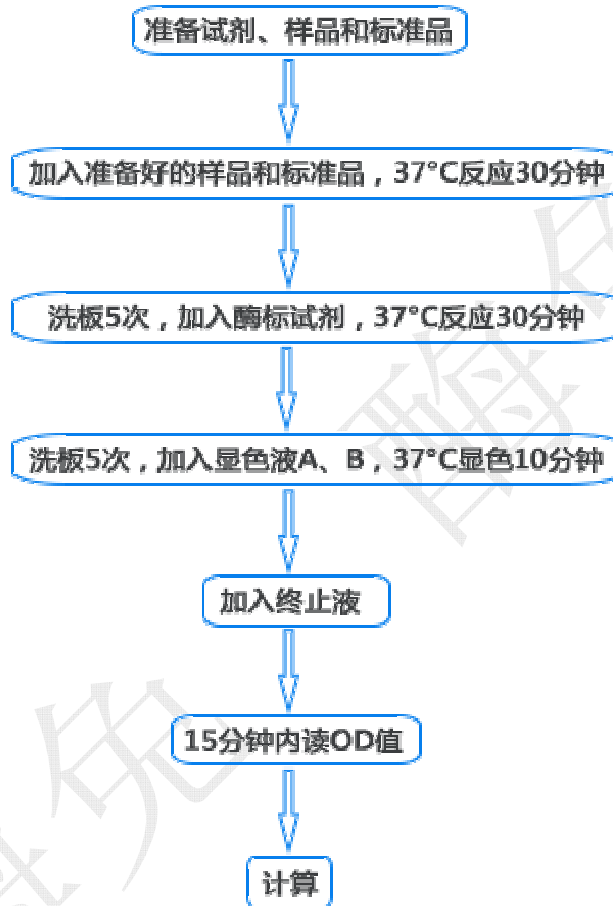 准备试剂、样品和标准品
加入准备好的样品和标准品，37°C反应30分钟
洗板5次，加入酶标试剂，37°C反应30分钟
洗板5次，加入显色液A、B，37°C显色10分钟
加入终止液
15分钟内读OD值
计算
酶免
酶免